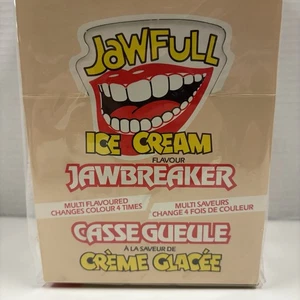 JAWFULL
ICE CREAM
FLAVOUR
JAWBREAKER
MULTI FLAVOURED
CHANGES COLOUR 4 TIMES
MULTI SAVEURS
CHANGE 4 FOIS DE COULEUR
CASSE GUEULE
À LA SAVEUR DE
CRÈME GLACÉE